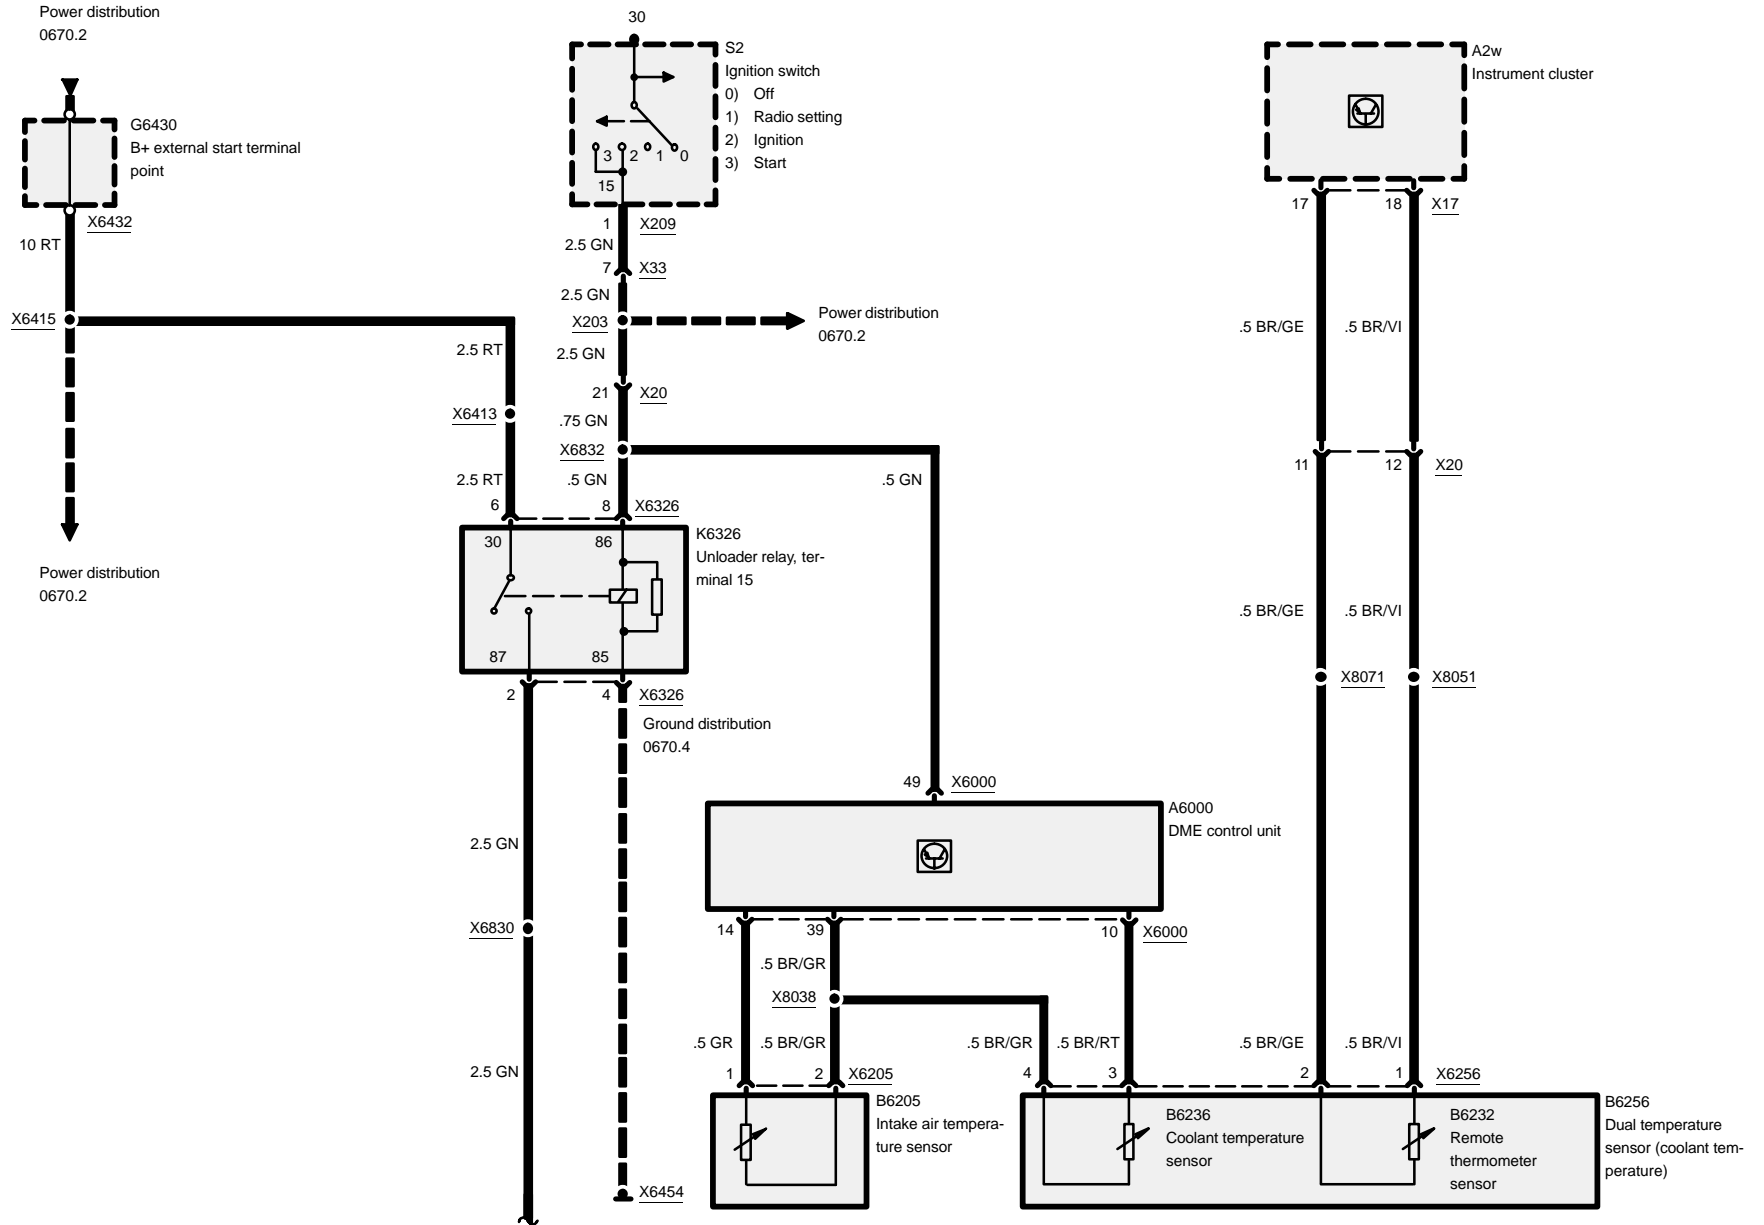 Power distribution
0670.2
30
S2
Ignition switch
0) Off
1) Radio setting
2) Ignition
3) Start
3 2 1 0
15
A2w
Instrument cluster
G6430
B+ external start terminal
point
X6432
10 RT
1 X209
2.5 GN
7 X33
2.5 GN
17 18 X17
X6415
X203
Power distribution
0670.2
.5 BR/GE .5 BR/VI
2.5 RT
2.5 GN
21 X20
X6413
.75 GN
X6832
11 12 X20
2.5 RT
.5 GN
.5 GN
6 8 X6326
K6326
Unloader relay, ter-
minal 15
30 86
87 85
Power distribution
0670.2
.5 BR/GE .5 BR/VI
X8071 X8051
2 4 X6326
Ground distribution
0670.4
49 X6000
A6000
DME control unit
2.5 GN
X6830
14 39 10 X6000
.5 BR/GR
X8038
.5 GR .5 BR/GR .5 BR/GR .5 BR/RT .5 BR/GE .5 BR/VI
2.5 GN
1 2 X6205 4 3 2 1 X6256
B6205
Intake air tempera-
ture sensor
B6236
Coolant temperature
sensor
B6232
Remote
thermometer
sensor
B6256
Dual temperature
sensor (coolant tem-
perature)
X6454